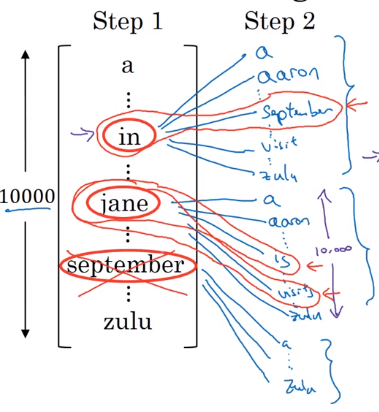 Step 1
Step 2
a
in
jane
september
zulu
10000
a
aaron
September
visit
zulu
a
aaron
is
visits
zulu
10,000
a
zulu